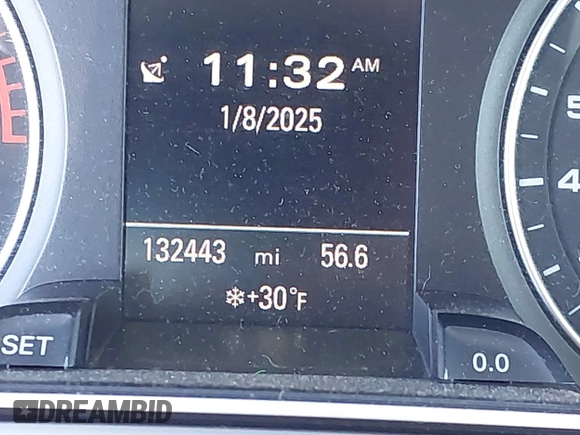 11:32 AM
1/8/2025
132443 mi 56.6
+30°F
SET
0.0
5
4
DREAMBID